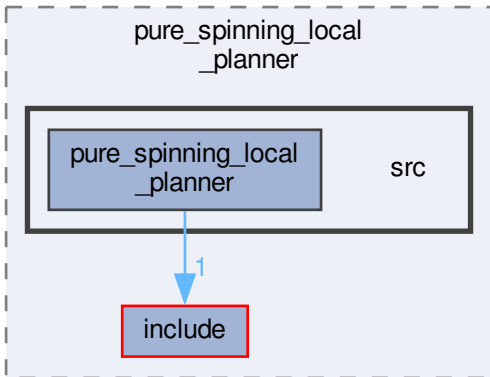 pure_spinning_local
_planner
pure_spinning_local
_planner
src
1
include